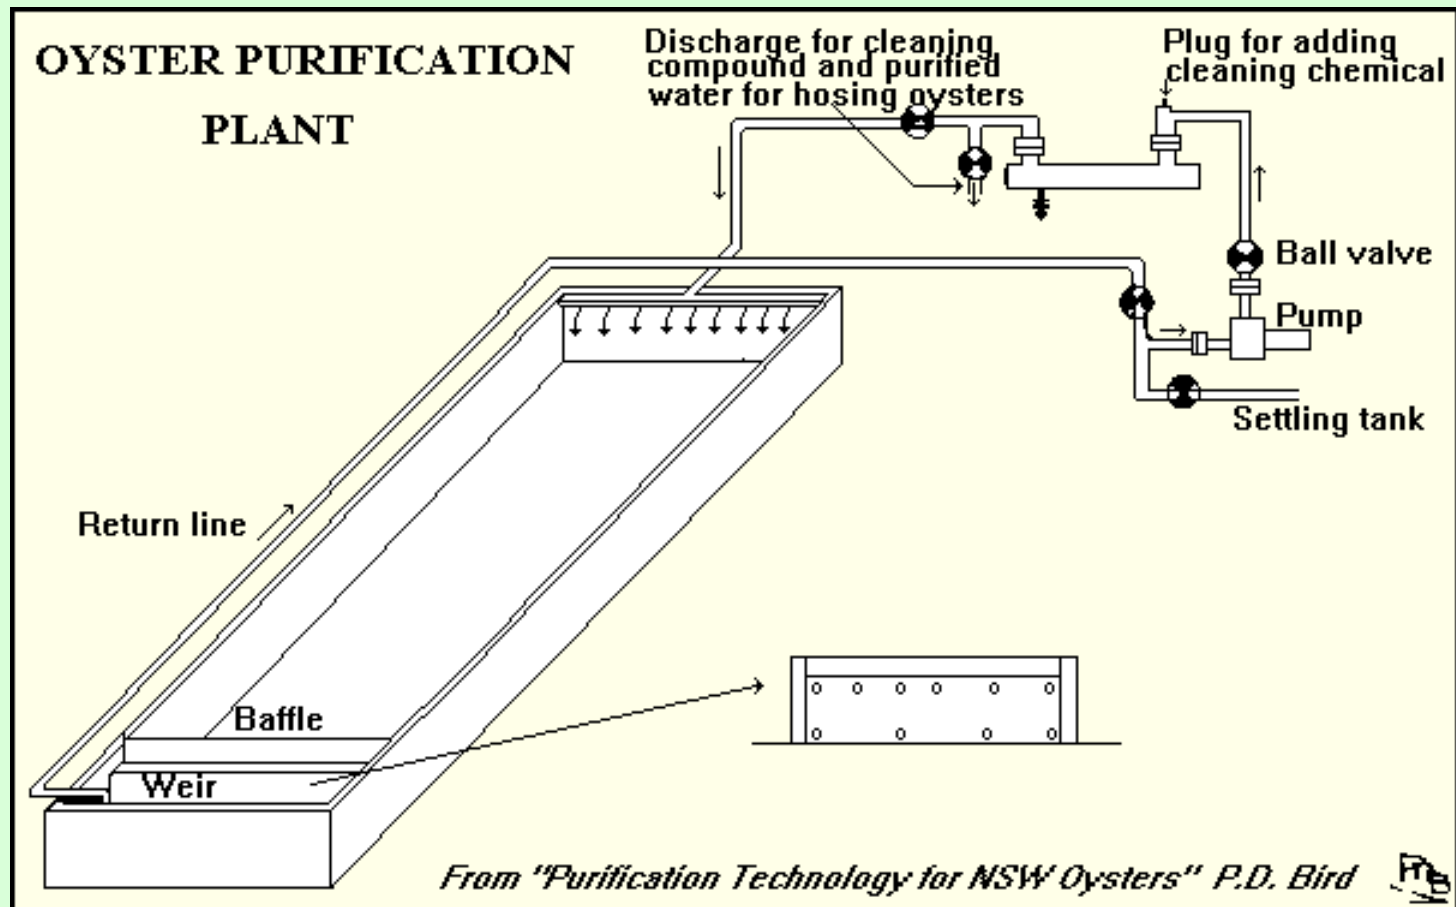 OYSTER PURIFICATION
PLANT
Discharge for cleaning
compound and purified
water for hosing oysters
Plug for adding
cleaning chemical
Ball valve
Pump
Settling tank
Return line
Baffle
Weir
From "Purification Technology for NSW Oysters" P.D. Bird